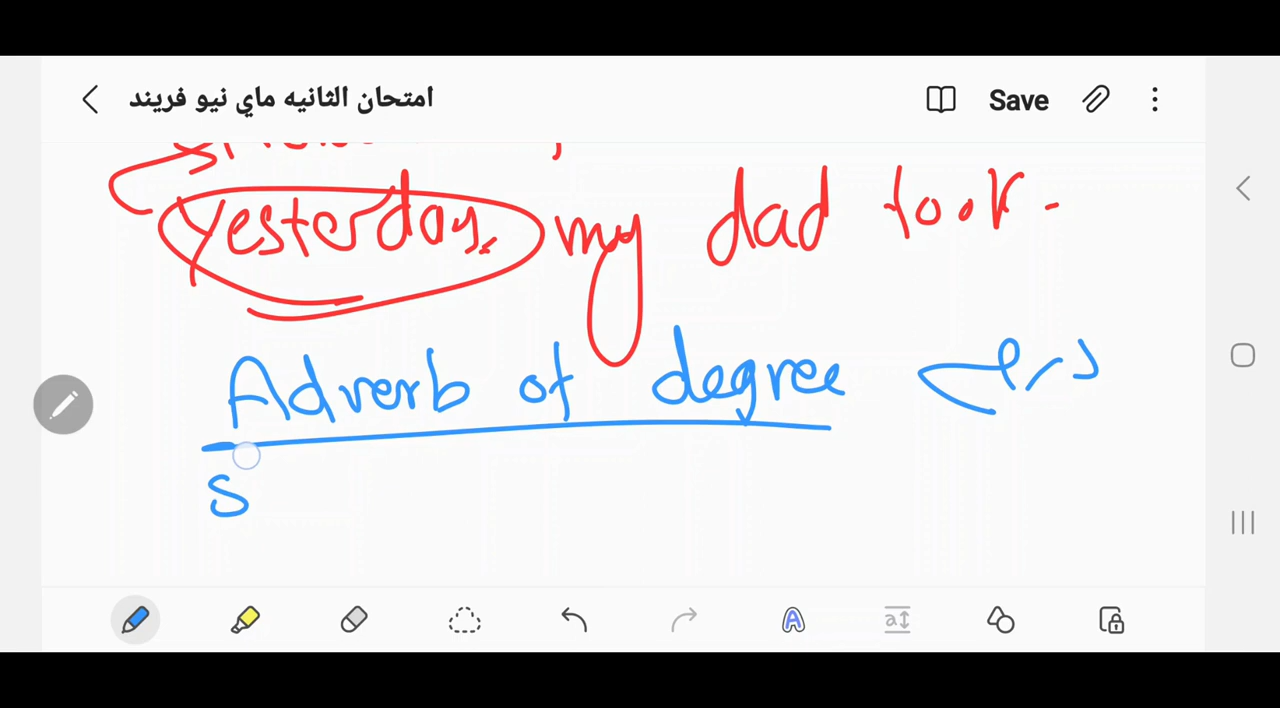 امتحان الثانيه ماي نيو فريند
Save
yesterday, my dad took
Adverb of degree
s